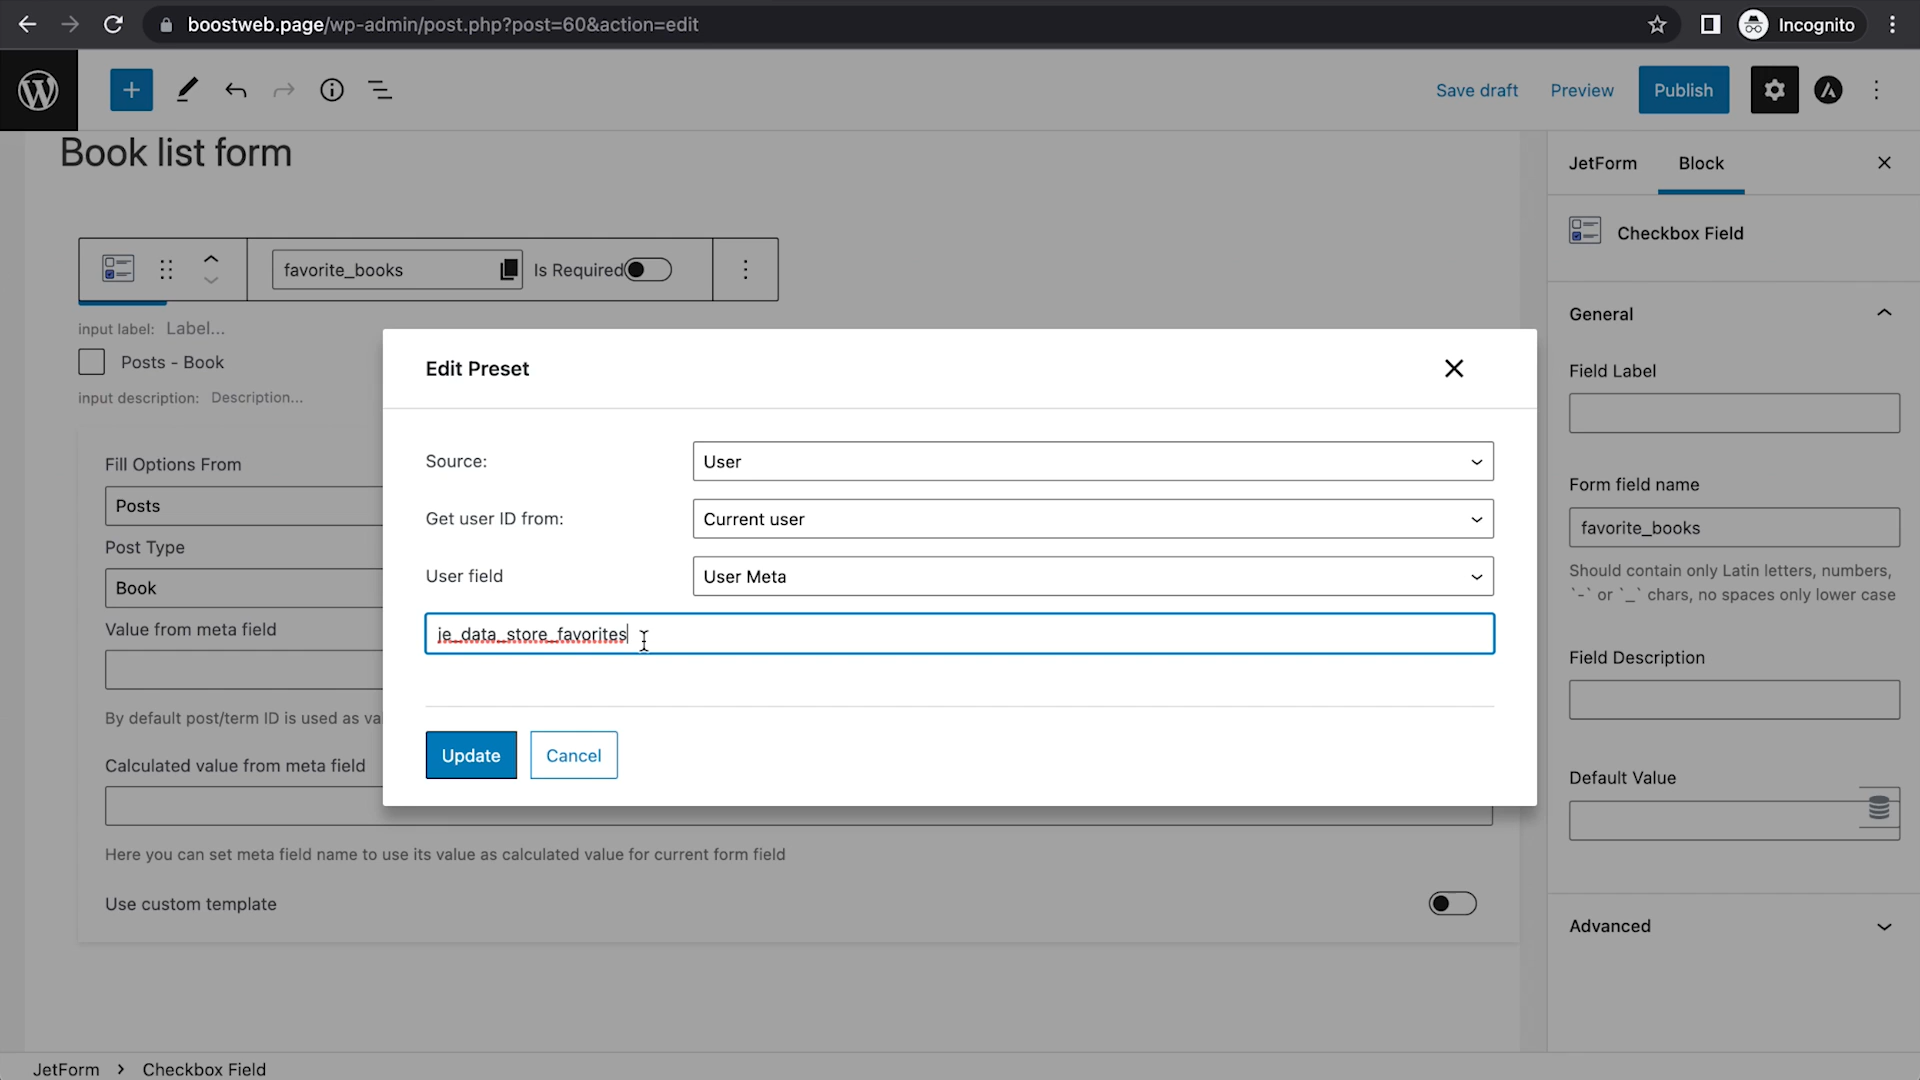 boostweb.page/wp-admin/post.php?post=60&action=edit
Incognito
Save draft
Preview
Publish
Book list form
JetForm
Block
Checkbox Field
favorite_books
Is Required
input label: Label...
Posts - Book
input description: Description...
General
Field Label
Edit Preset
Source:
User
Get user ID from:
Current user
User field
User Meta
je_data_store_favorites
Update
Cancel
Fill Options From
Posts
Post Type
Book
Value from meta field
By default post/term ID is used as va
Calculated value from meta field
Here you can set meta field name to use its value as calculated value for current form field
Use custom template
Form field name
favorite_books
Should contain only Latin letters, numbers,
`-` or `_` chars, no spaces only lower case
Field Description
Default Value
Advanced
JetForm
Checkbox Field